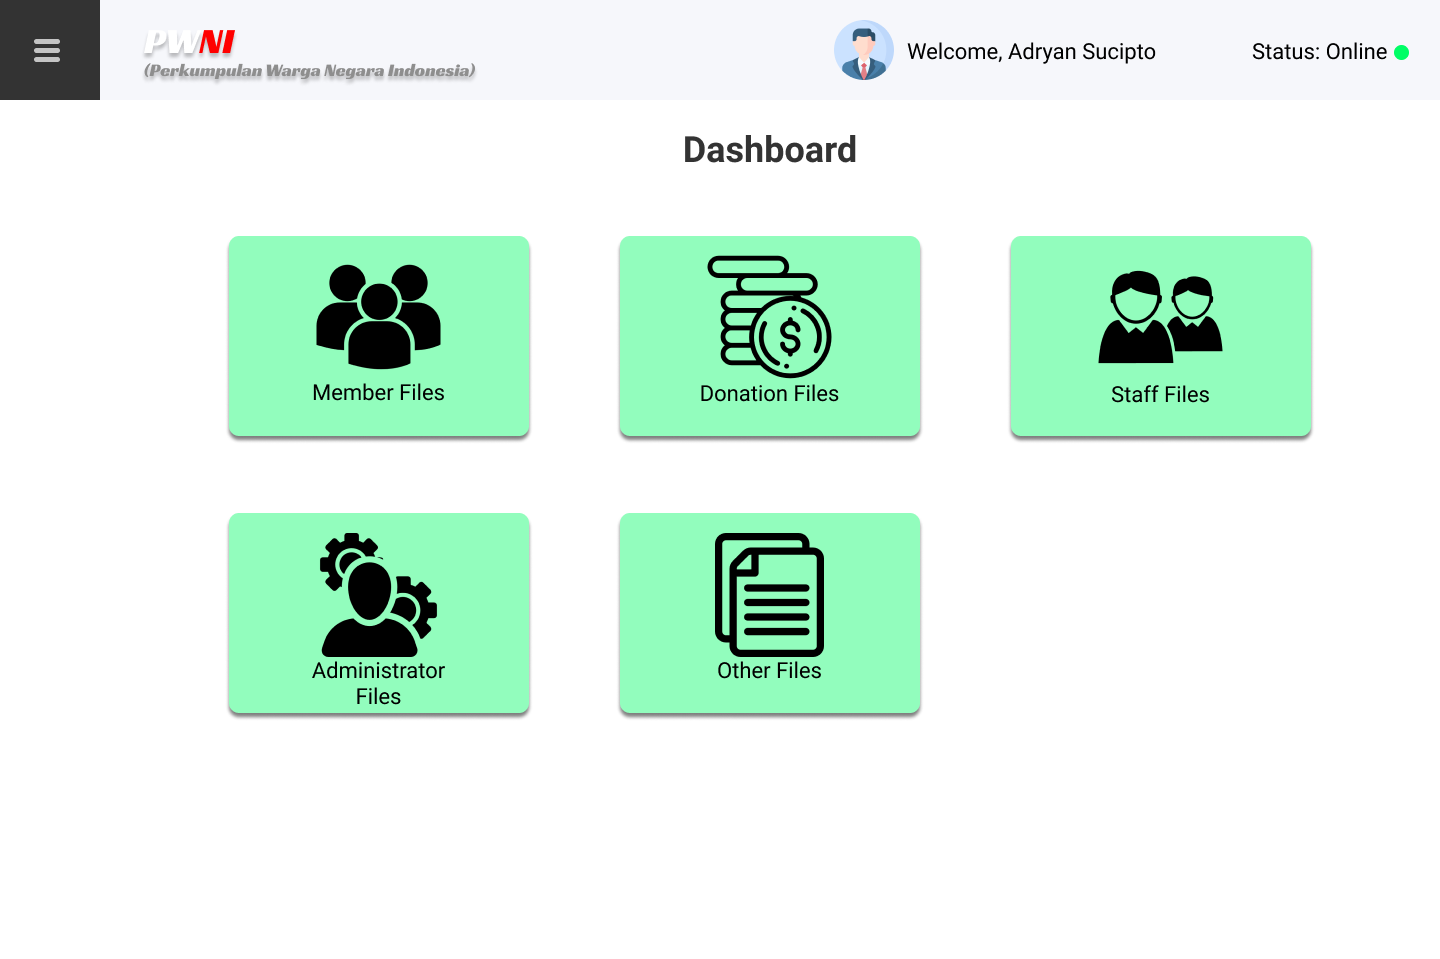 PWNI
(Perkumpulan Warga Negara Indonesia)
Welcome, Adryan Sucipto
Status: Online
Dashboard
Member Files
Donation Files
Staff Files
Administrator
Files
Other Files